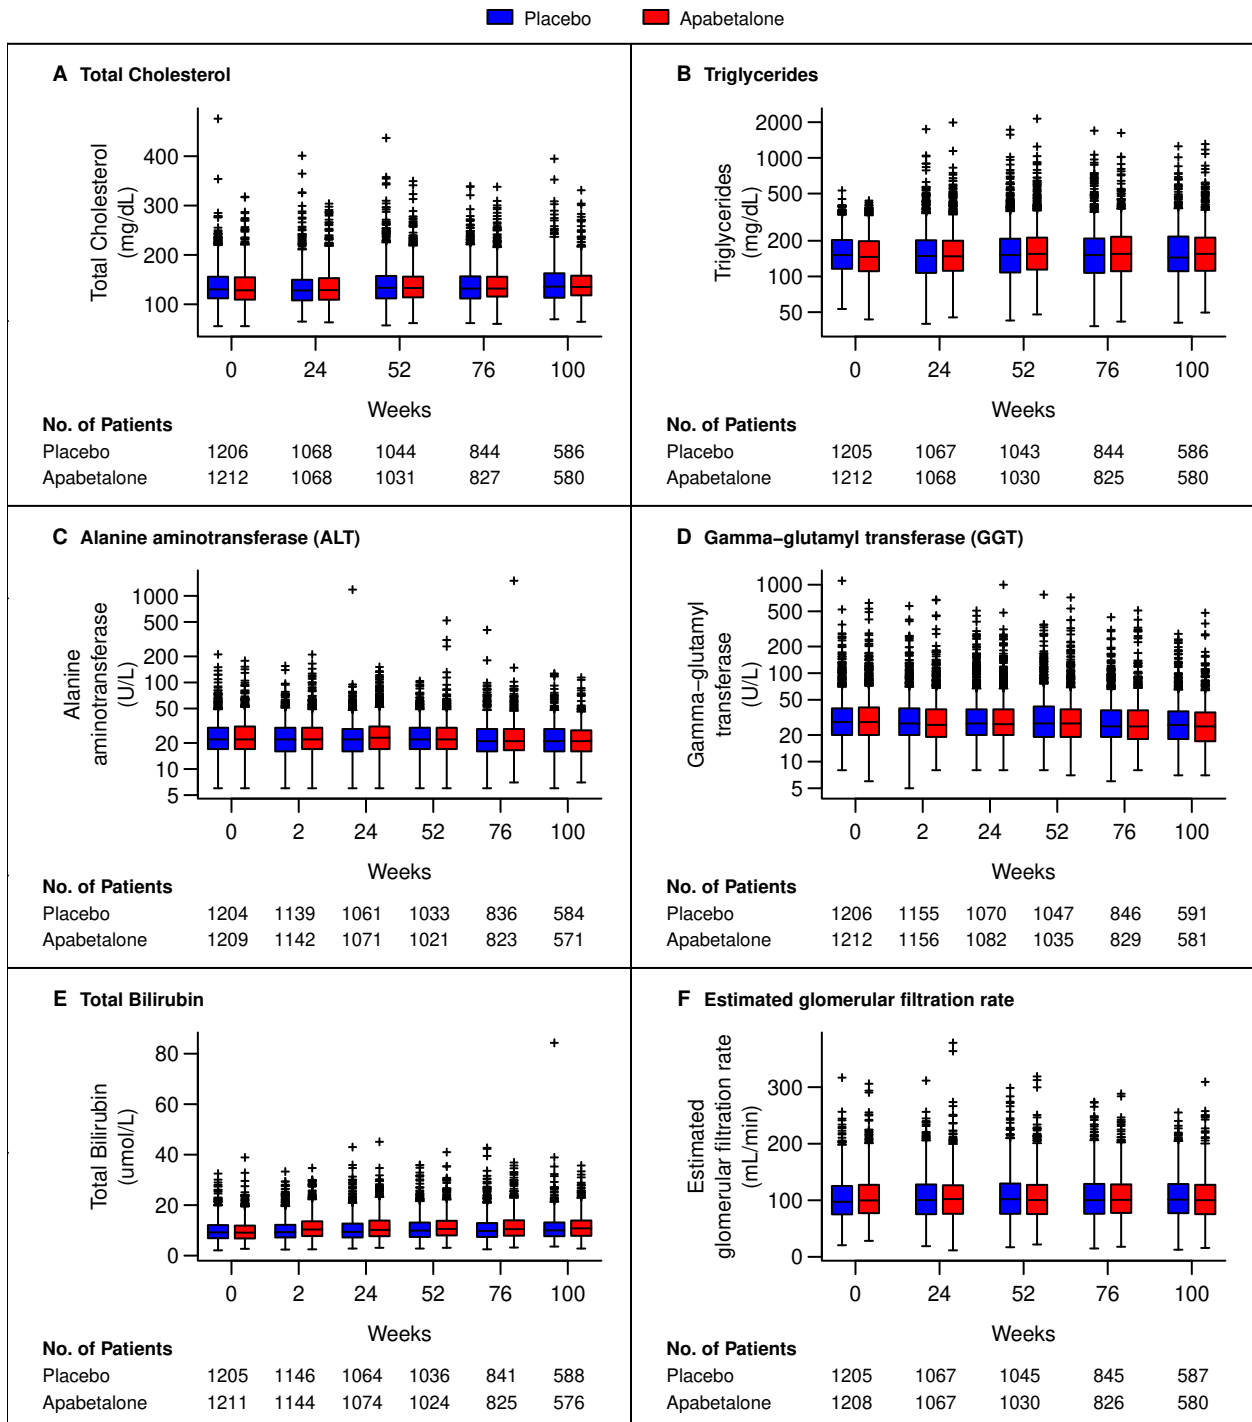 Placebo Apabetalone
A Total Cholesterol
Total Cholesterol
(mg/dL)
400
300
200
100
0 24 52 76 100
Weeks
No. of Patients
Placebo 1206 1068 1044 844 586
Apabetalone 1212 1068 1031 827 580
B Triglycerides
Triglycerides
(mg/dL)
2000
1000
500
200
100
50
0 24 52 76 100
Weeks
No. of Patients
Placebo 1205 1067 1043 844 586
Apabetalone 1212 1068 1030 825 580
C Alanine aminotransferase (ALT)
Alanine
aminotransferase
(U/L)
1000
500
200
100
50
20
10
5
0 2 24 52 76 100
Weeks
No. of Patients
Placebo 1204 1139 1061 1033 836 584
Apabetalone 1209 1142 1071 1021 823 571
D Gamma−glutamyl transferase (GGT)
Gamma−glutamyl
transferase
(U/L)
1000
500
200
100
50
20
10
5
0 2 24 52 76 100
Weeks
No. of Patients
Placebo 1206 1155 1070 1047 846 591
Apabetalone 1212 1156 1082 1035 829 581
E Total Bilirubin
Total Bilirubin
(umol/L)
80
60
40
20
0
0 2 24 52 76 100
Weeks
No. of Patients
Placebo 1205 1146 1064 1036 841 588
Apabetalone 1211 1144 1074 1024 825 576
F Estimated glomerular filtration rate
Estimated
glomerular filtration rate
(mL/min)
300
200
100
0
0 24 52 76 100
Weeks
No. of Patients
Placebo 1205 1067 1045 845 587
Apabetalone 1208 1067 1030 826 580